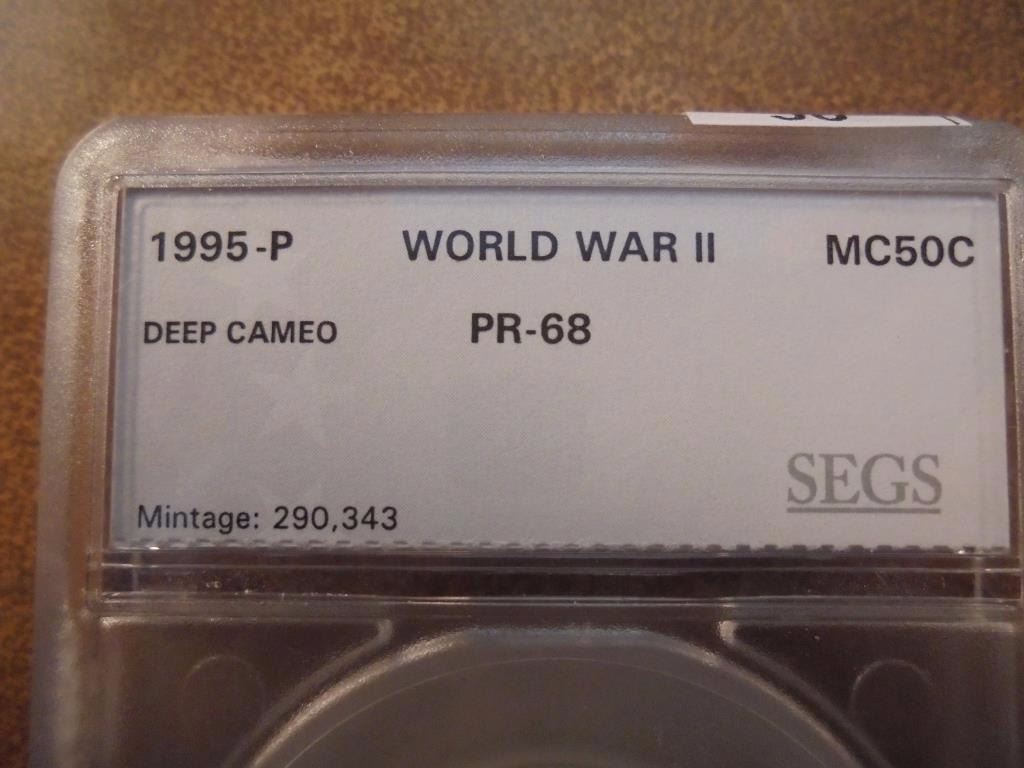 1995-P WORLD WAR II MC50C
DEEP CAMEO PR-68
SEGS
Mintage: 290,343